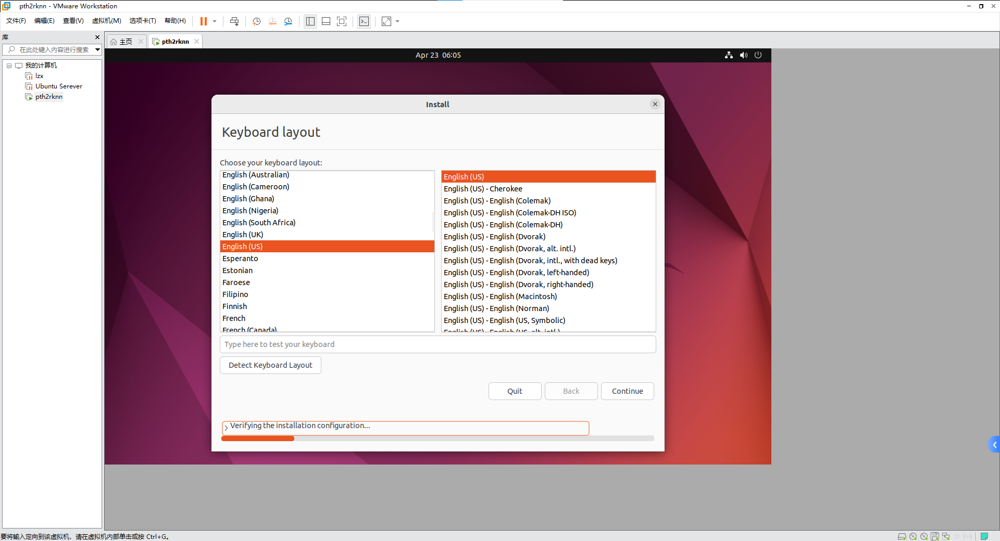 pth2rknn - VMware Workstation
文件(F) 编辑(E) 查看(V) 虚拟机(M) 选项卡(T) 帮助(H)
库
主页
pth2rknn
在此处键入内容进行搜索
Apr 23 06:05
我的计算机
lzx
Ubuntu Serever
pth2rknn
Install
Keyboard layout
Choose your keyboard layout:
English (Australian)
English (Cameroon)
English (Ghana)
English (Nigeria)
English (South Africa)
English (UK)
English (US)
Esperanto
Estonian
Faroese
Filipino
Finnish
French
French (Canada)
English (US)
English (US) - Cherokee
English (US) - English (Colemak)
English (US) - English (Colemak-DH ISO)
English (US) - English (Colemak-DH)
English (US) - English (Dvorak)
English (US) - English (Dvorak, alt. intl.)
English (US) - English (Dvorak, intl., with dead keys)
English (US) - English (Dvorak, left-handed)
English (US) - English (Dvorak, right-handed)
English (US) - English (Macintosh)
English (US) - English (Norman)
English (US) - English (US, Symbolic)
English (US) - English (US, alt. intl.)
Type here to test your keyboard
Detect Keyboard Layout
Quit
Back
Continue
Verifying the installation configuration...
要将输入定向到该虚拟机，请在虚拟机内部单击或按 Ctrl+G。